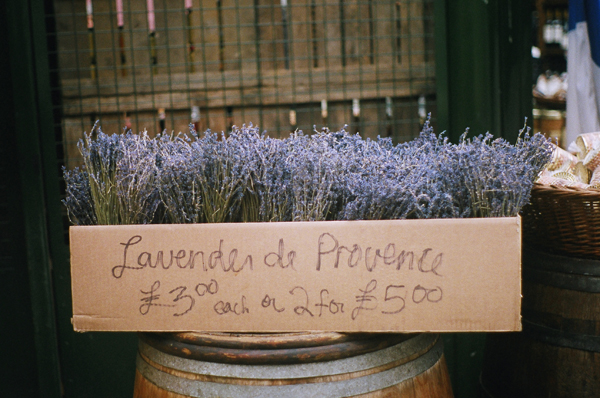 Lavender de Provence
£3.00 each or 2 for £5.00